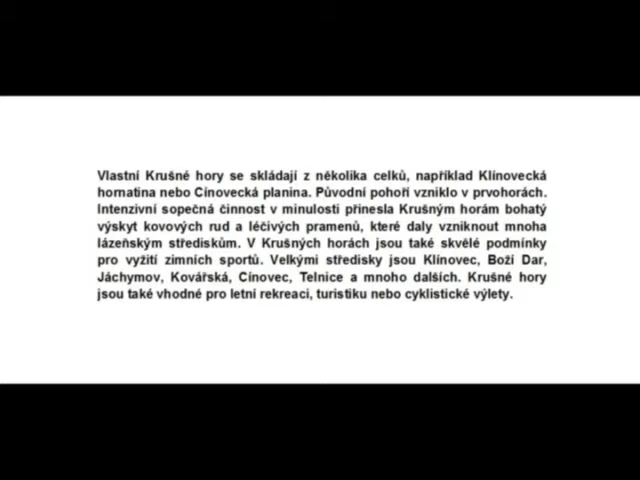 Vlastní Krušné hory se skládají z několika celků, například Klínovecká
hornatina nebo Cínovecká planina. Původní pohoří vzniklo v prvohorách.
Intenzivní sopečná činnost v minulosti přinesla Krušným horám bohatý
výskyt kovových rud a léčivých pramenů, které daly vzniknout mnoha
lázeňským střediskům. V Krušných horách jsou také skvělé podmínky
pro vyžití zimních sportů. Velkými středisky jsou Klínovec, Boží Dar,
Jáchymov, Kovářská, Cínovec, Telnice a mnoho dalších. Krušné hory
jsou také vhodné pro letní rekreaci, turistiku nebo cyklistické výlety.